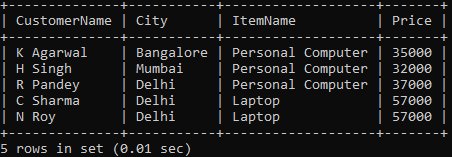 +--------------+-----------+-------------------+-------+
| CustomerName | City      | ItemName          | Price |
+--------------+-----------+-------------------+-------+
| K Agarwal    | Bangalore | Personal Computer | 35000 |
| H Singh      | Mumbai    | Personal Computer | 32000 |
| R Pandey     | Delhi     | Personal Computer | 37000 |
| C Sharma     | Delhi     | Laptop            | 57000 |
| N Roy        | Delhi     | Laptop            | 57000 |
+--------------+-----------+-------------------+-------+
5 rows in set (0.01 sec)